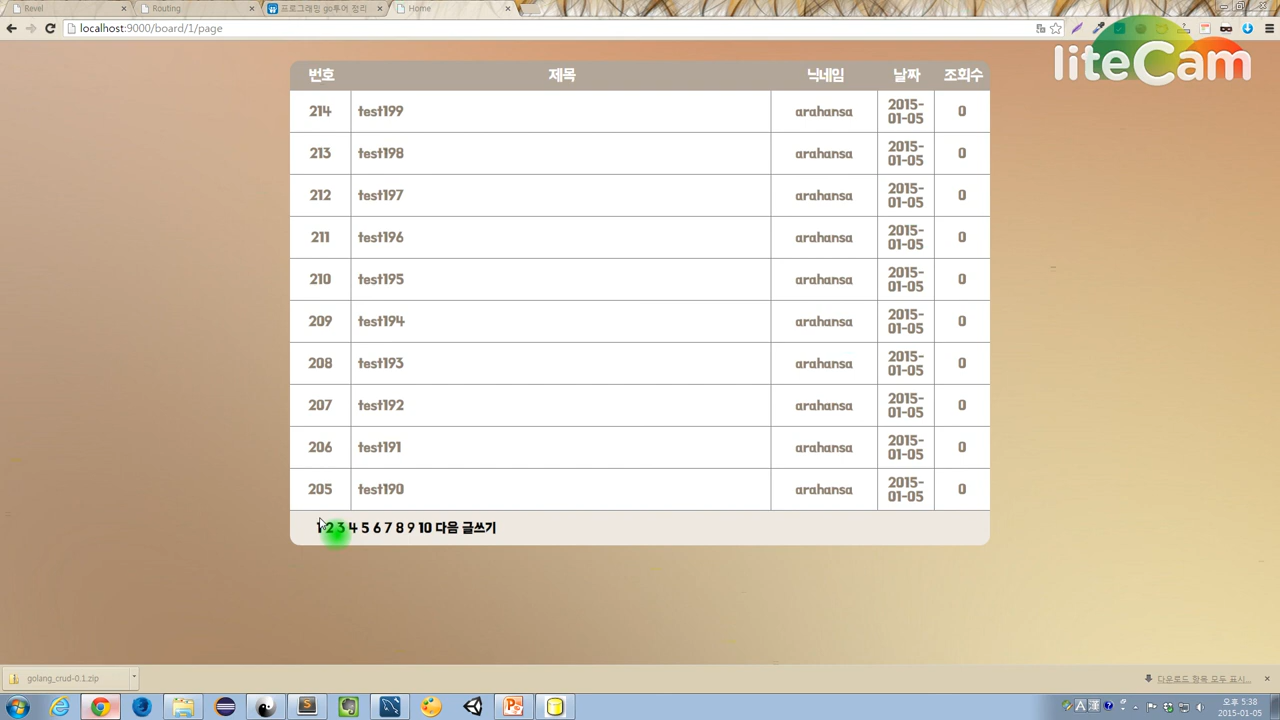 Revel
Routing
프로그래밍 go투어 정리
Home
localhost:9000/board/1/page
liteCam
번호 제목 닉네임 날짜 조회수
214 test199 arahansa 2015-01-05 0
213 test198 arahansa 2015-01-05 0
212 test197 arahansa 2015-01-05 0
211 test196 arahansa 2015-01-05 0
210 test195 arahansa 2015-01-05 0
209 test194 arahansa 2015-01-05 0
208 test193 arahansa 2015-01-05 0
207 test192 arahansa 2015-01-05 0
206 test191 arahansa 2015-01-05 0
205 test190 arahansa 2015-01-05 0
1 2 3 4 5 6 7 8 9 10 다음 글쓰기
golang_crud-0.1.zip
다운로드 항목 모두 표시...
오후 5:38
2015-01-05